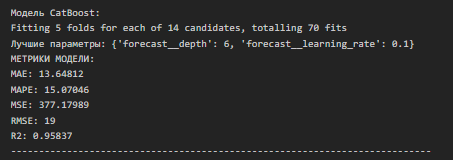 Модель CatBoost:
Fitting 5 folds for each of 14 candidates, totalling 70 fits
Лучшие параметры: {'forecast__depth': 6, 'forecast__learning_rate': 0.1}
МЕТРИКИ МОДЕЛИ:
MAE: 13.64812
MAPE: 15.07046
MSE: 377.17989
RMSE: 19
R2: 0.95837
--------------------------------------------------------------------------